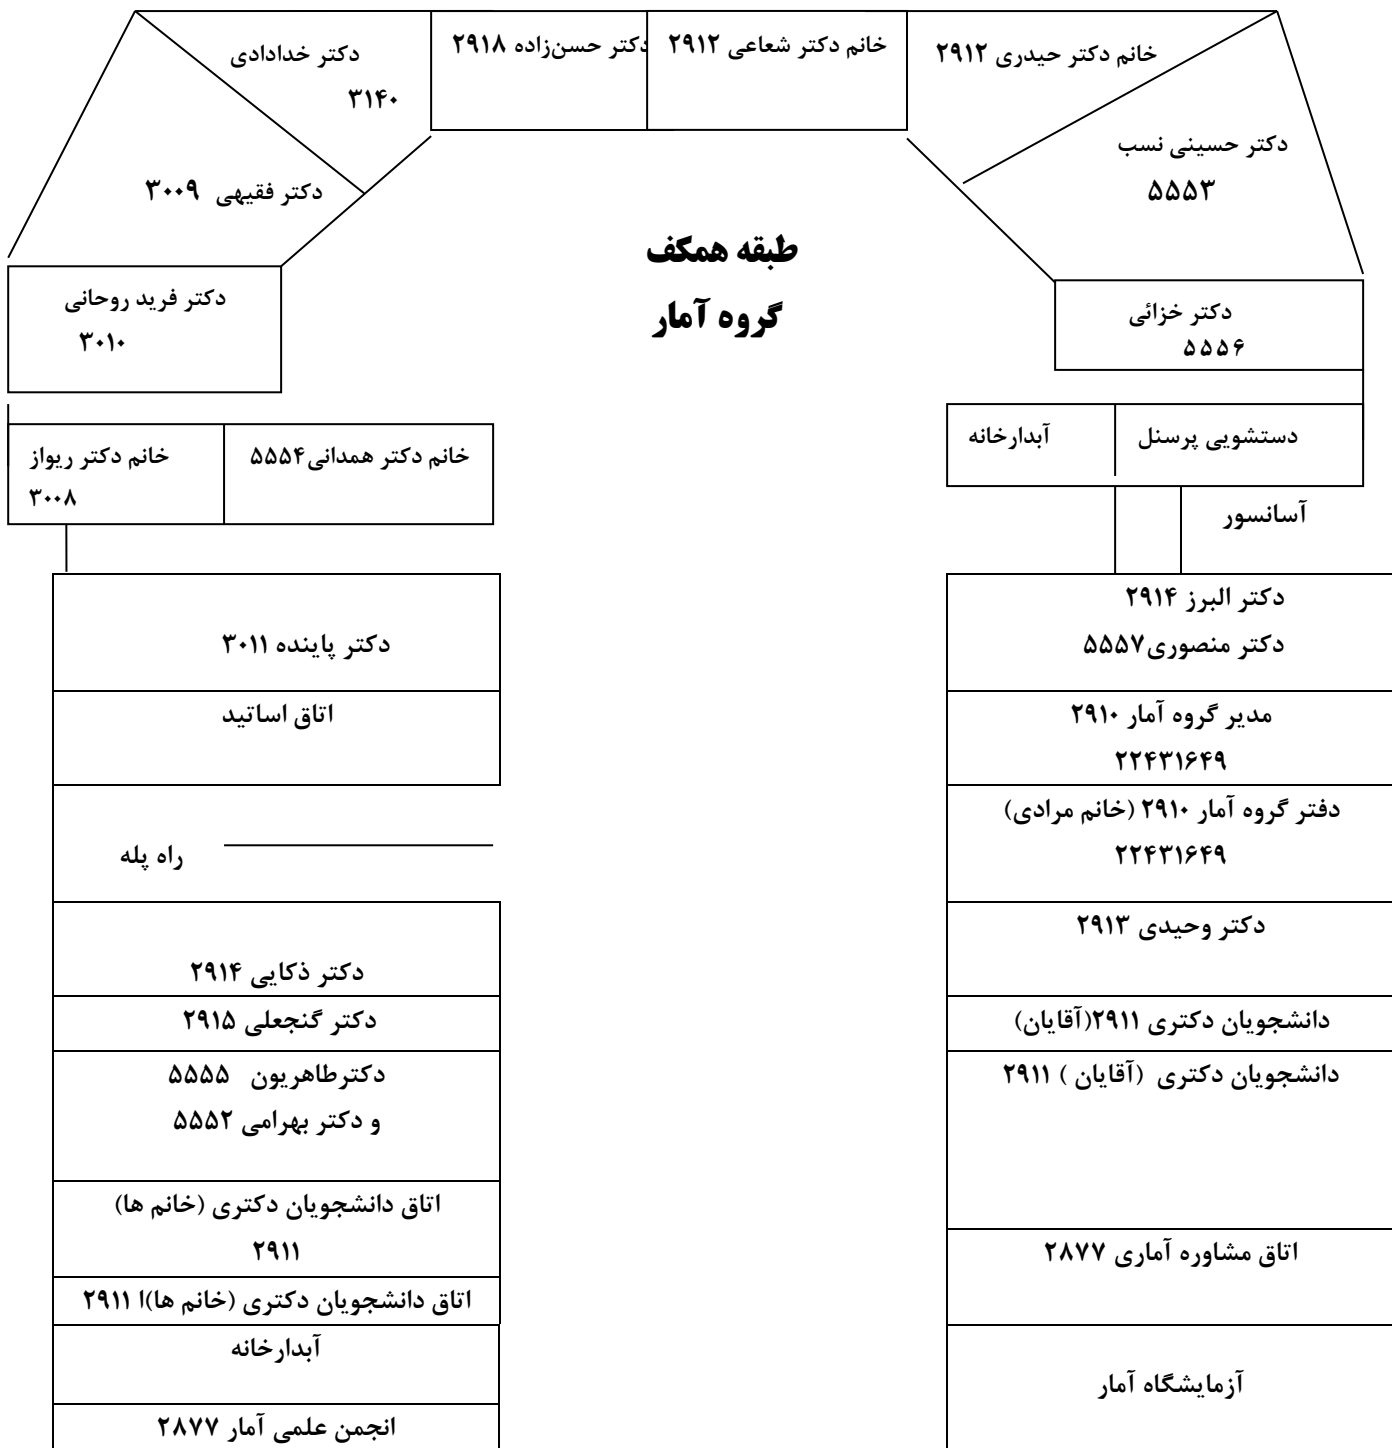 خانم دکتر حیدری ۲۹۱۲
خانم دکتر شعاعی ۲۹۱۲
دکتر حسن‌زاده ۲۹۱۸
دکتر خدادادی
۳۱۴۰
دکتر حسینی نسب
۵۵۵۳
دکتر فقیهی ۳۰۰۹
طبقه همکف
گروه آمار
دکتر خزائی
۵۵۵۶
دکتر فرید روحانی
۳۰۱۰
دستشویی پرسنل
آبدارخانه
خانم دکتر همدانی۵۵۵۴
خانم دکتر ریواز
۳۰۰۸
آسانسور
دکتر البرز ۲۹۱۴
دکتر منصوری۵۵۵۷
مدیر گروه آمار ۲۹۱۰
۲۲۴۳۱۶۴۹
دفتر گروه آمار ۲۹۱۰ (خانم مرادی)
۲۲۴۳۱۶۴۹
دکتر وحیدی ۲۹۱۳
دانشجویان دکتری ۲۹۱۱(آقایان)
دانشجویان دکتری (آقایان ) ۲۹۱۱
اتاق مشاوره آماری ۲۸۷۷
آزمایشگاه آمار
دکتر پاینده ۳۰۱۱
اتاق اساتید
راه پله
دکتر ذکایی ۲۹۱۴
دکتر گنجعلی ۲۹۱۵
دکترطاهریون ۵۵۵۵
و دکتر بهرامی ۵۵۵۲
اتاق دانشجویان دکتری (خانم ها)
۲۹۱۱
اتاق دانشجویان دکتری (خانم ها)ا ۲۹۱۱
آبدارخانه
انجمن علمی آمار ۲۸۷۷